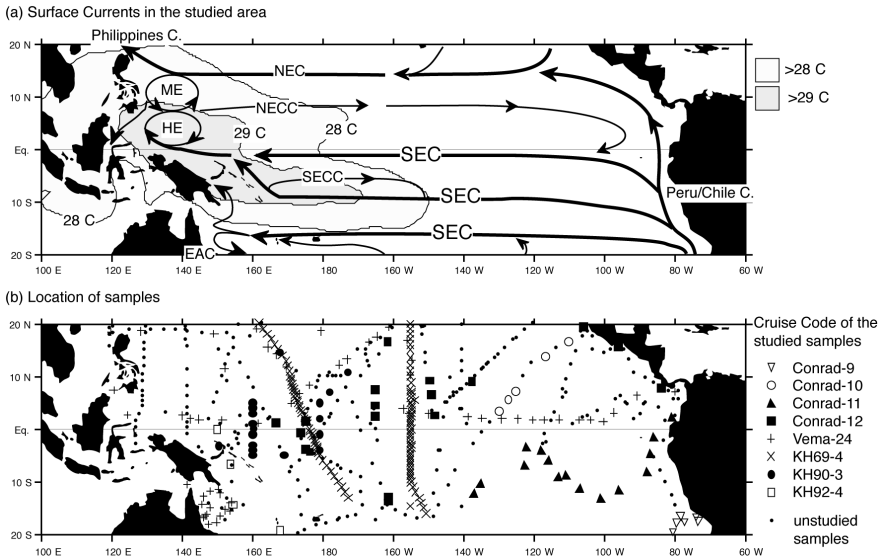 (a) Surface Currents in the studied area
Philippines C.
20 N
NEC
>28 C
ME
10 N
NECC
>29 C
HE
29 C
28 C
Eq.
SEC
SECC
SEC
Peru/Chile C.
10 S
28 C
SEC
20 S
EAC
100 E 120 E 140 E 160 E 180 160 W 140 W 120 W 100 W 80 W 60 W
(b) Location of samples
20 N
Cruise Code of the
studied samples
Conrad-9
10 N
Conrad-10
Conrad-11
Conrad-12
Eq.
Vema-24
KH69-4
KH90-3
10 S
KH92-4
unstudied
samples
20 S
100 E 120 E 140 E 160 E 180 160 W 140 W 120 W 100 W 80 W 60 W